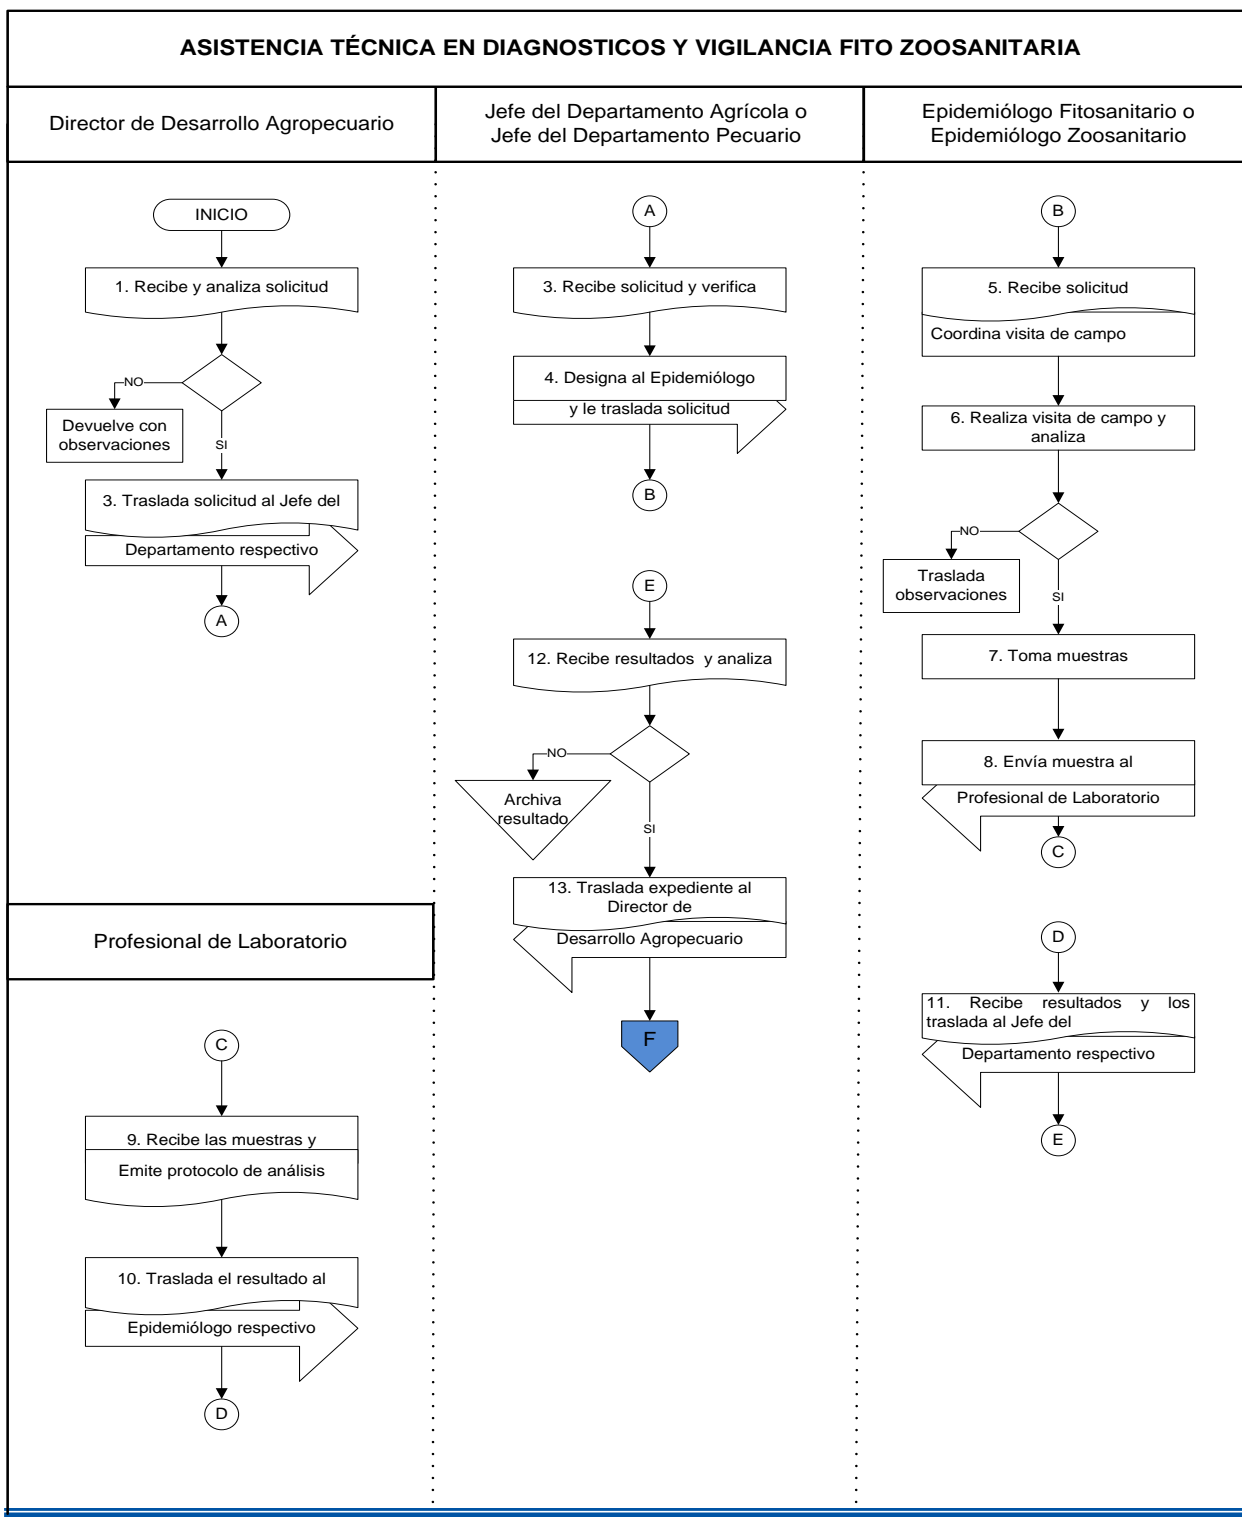 ASISTENCIA TÉCNICA EN DIAGNOSTICOS Y VIGILANCIA FITO ZOOSANITARIA
Director de Desarrollo Agropecuario
Jefe del Departamento Agrícola o
Jefe del Departamento Pecuario
Epidemiólogo Fitosanitario o
Epidemiólogo Zoosanitario
INICIO
1. Recibe y analiza solicitud
NO
Devuelve con
observaciones
SI
3. Traslada solicitud al Jefe del
Departamento respectivo
A
A
3. Recibe solicitud y verifica
4. Designa al Epidemiólogo
y le traslada solicitud
B
E
12. Recibe resultados y analiza
NO
Archiva
resultado
SI
13. Traslada expediente al
Director de
Desarrollo Agropecuario
F
B
5. Recibe solicitud
Coordina visita de campo
6. Realiza visita de campo y
analiza
NO
Traslada
observaciones
SI
7. Toma muestras
8. Envía muestra al
Profesional de Laboratorio
C
D
11. Recibe resultados y los
traslada al Jefe del
Departamento respectivo
E
Profesional de Laboratorio
C
9. Recibe las muestras y
Emite protocolo de análisis
10. Traslada el resultado al
Epidemiólogo respectivo
D